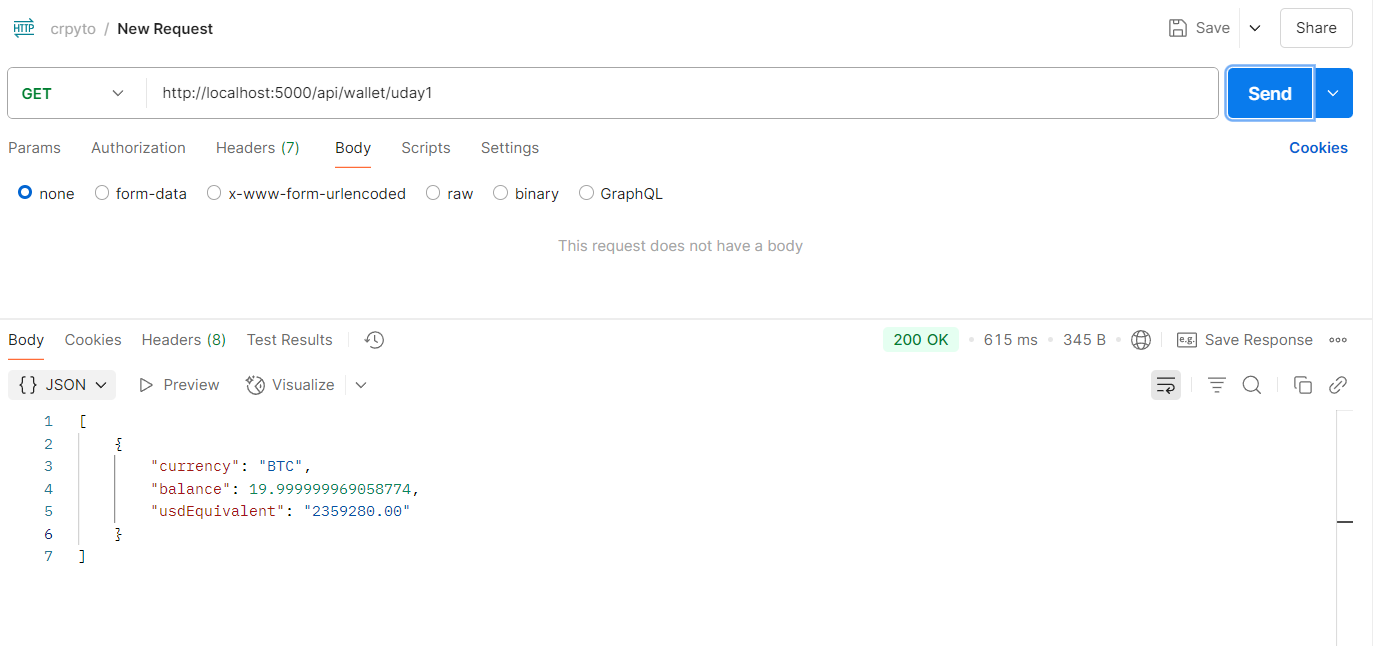 HTTP crpyto / New Request Save Share
GET http://localhost:5000/api/wallet/uday1 Send
Params Authorization Headers (7) Body Scripts Settings Cookies
none form-data x-www-form-urlencoded raw binary GraphQL
This request does not have a body
Body Cookies Headers (8) Test Results 200 OK • 615 ms • 345 B • e.g. Save Response
{} JSON Preview Visualize
1 [
2 {
3 "currency": "BTC",
4 "balance": 19.999999969058774,
5 "usdEquivalent": "2359280.00"
6 }
7 ]